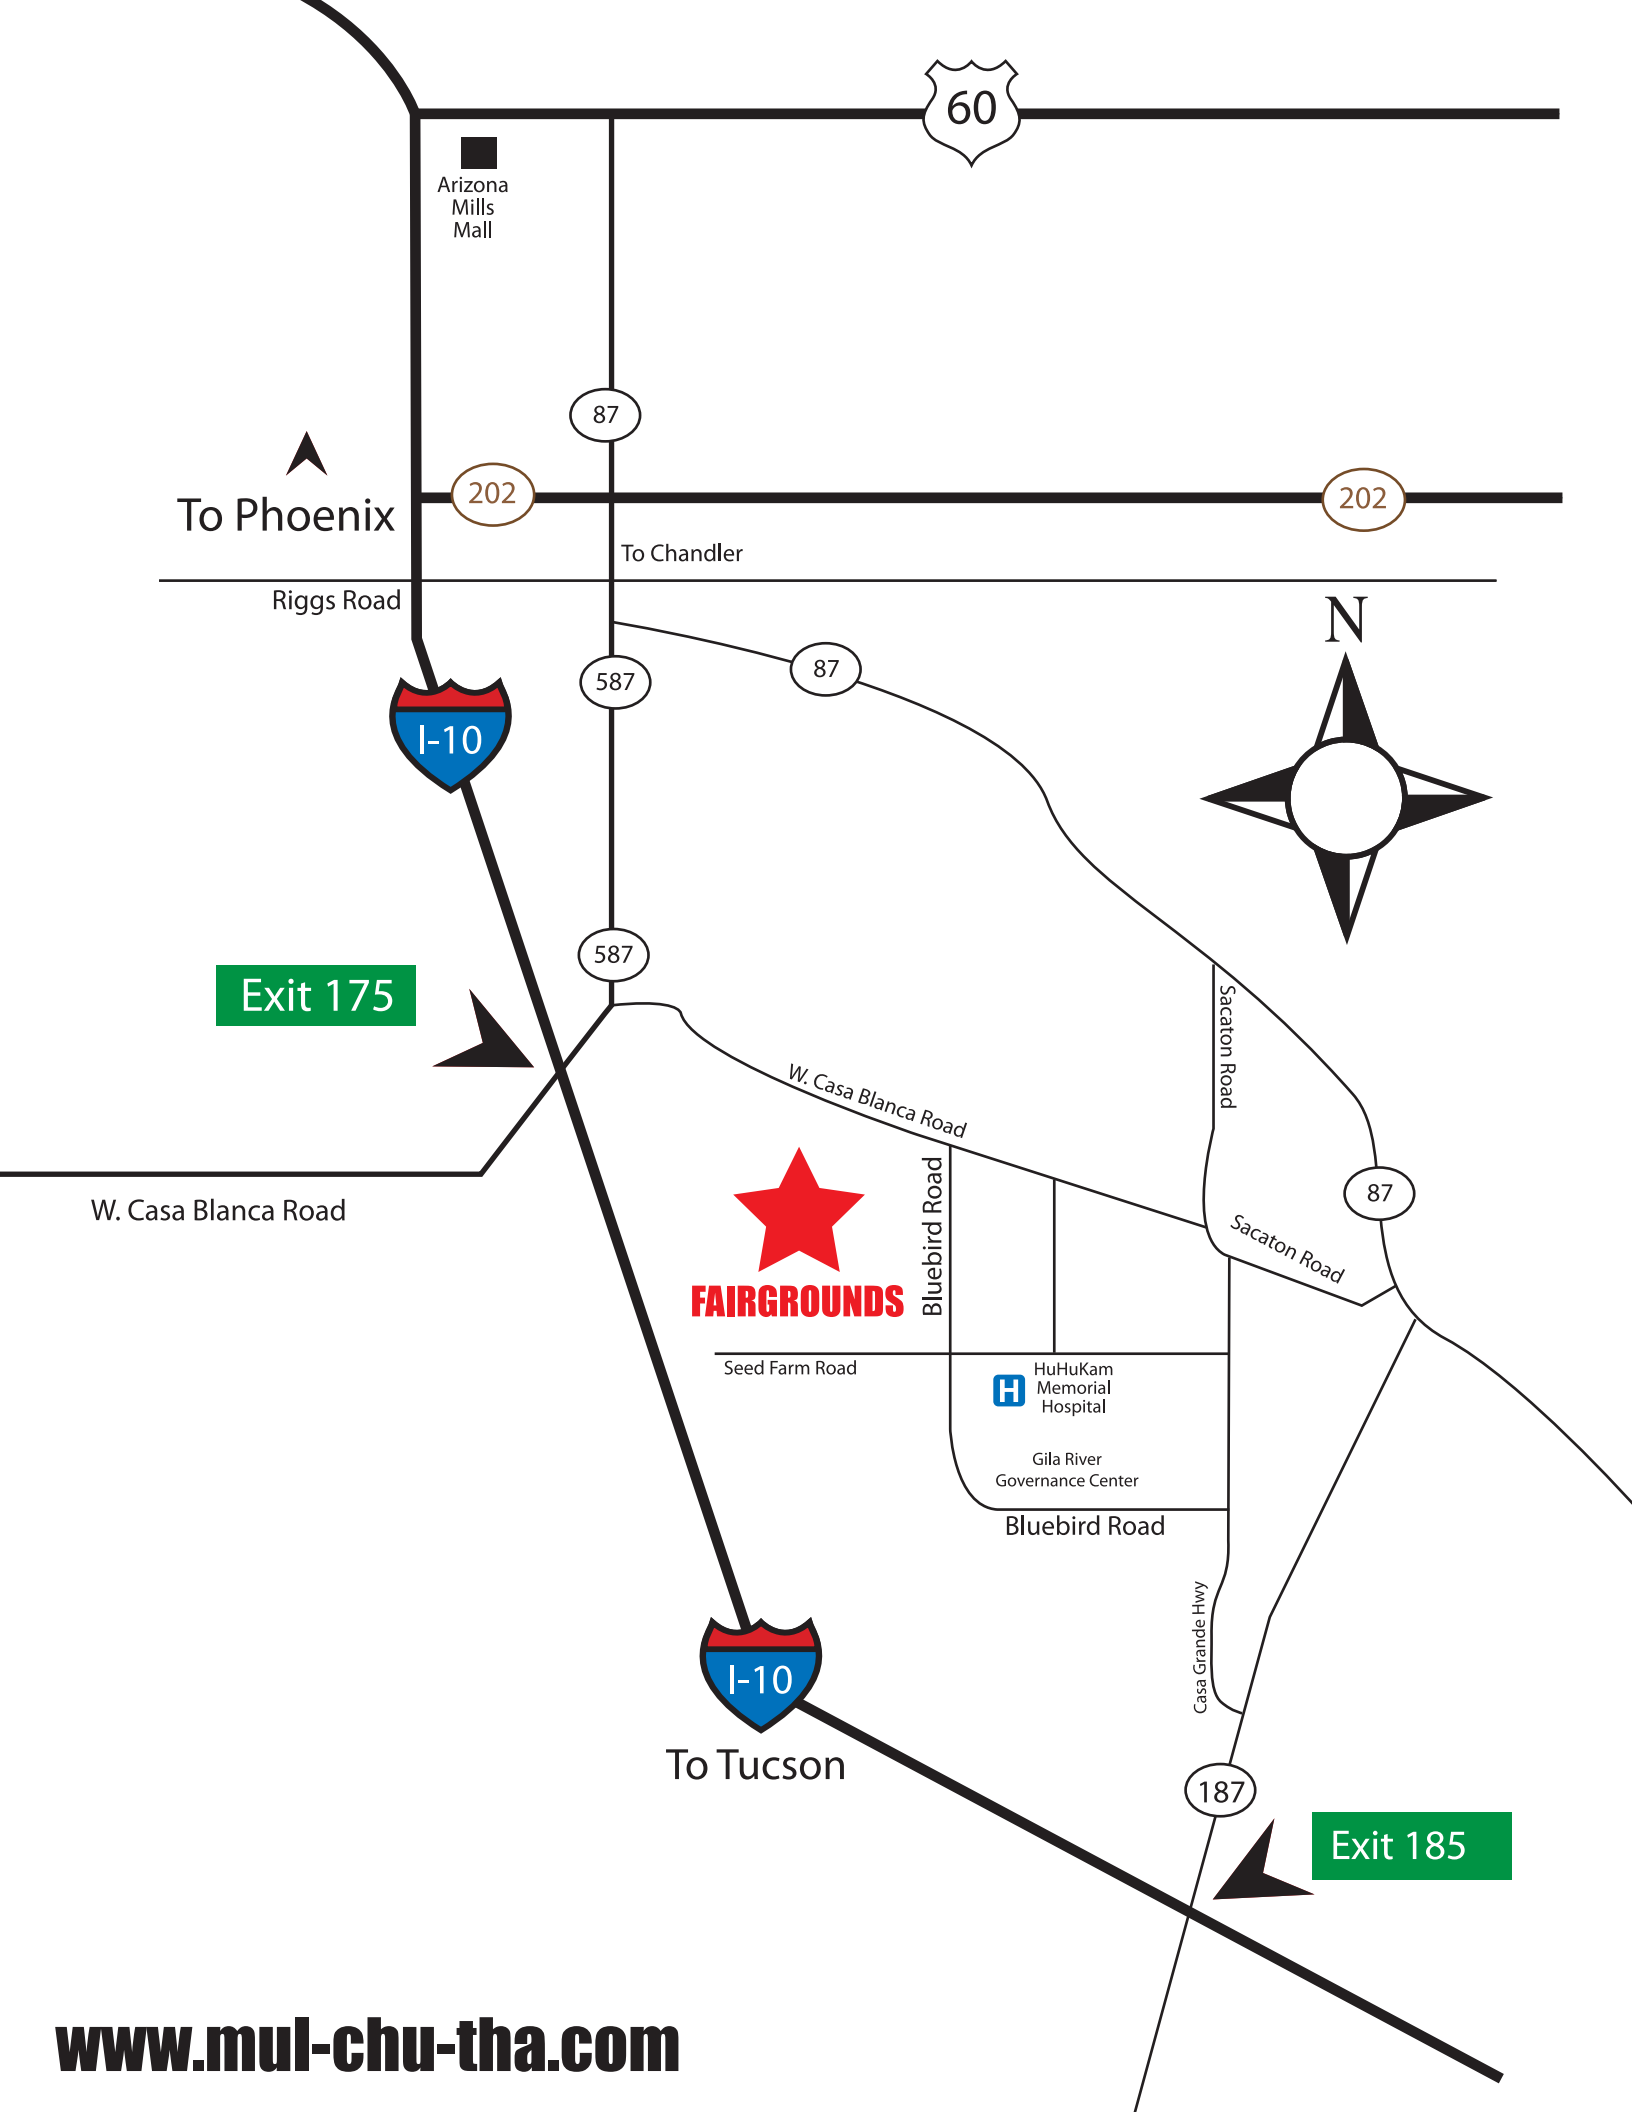 60
Arizona
Mills
Mall
87
202
202
To Phoenix
To Chandler
Riggs Road
N
587
87
I-10
587
Exit 175
Sacaton Road
W. Casa Blanca Road
W. Casa Blanca Road
Bluebird Road
87
Sacaton Road
FAIRGROUNDS
Seed Farm Road
H
HuHuKam
Memorial
Hospital
Gila River
Governance Center
Bluebird Road
Casa Grande Hwy
I-10
To Tucson
187
Exit 185
www.mul-chu-tha.com